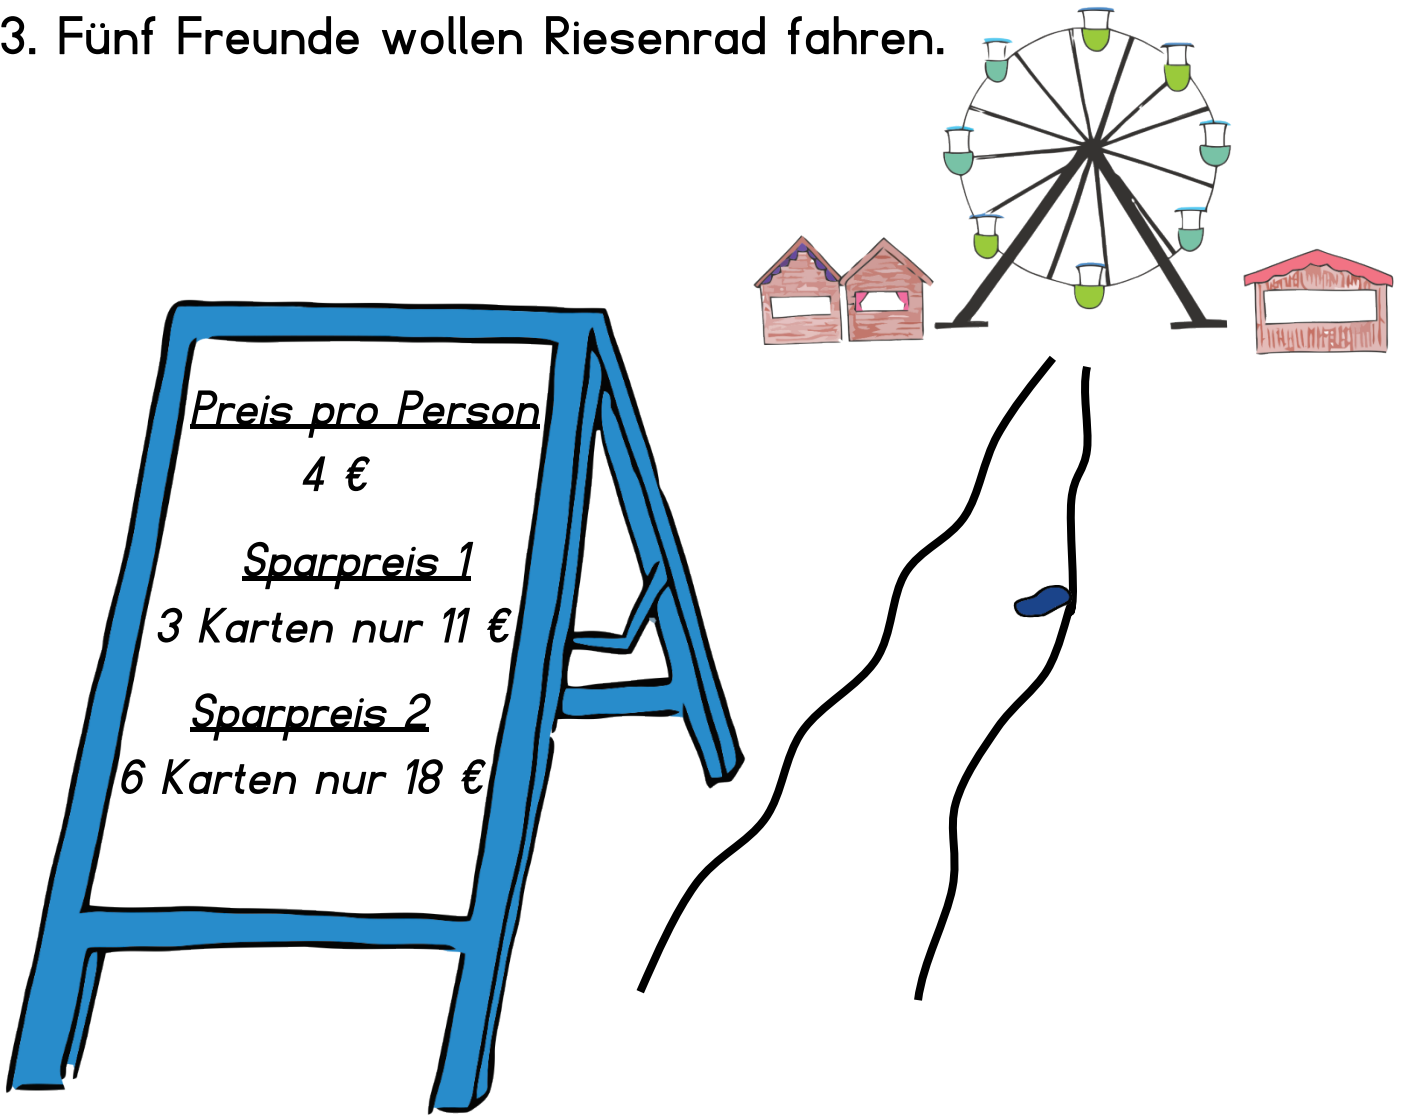 3. Fünf Freunde wollen Riesenrad fahren.
Preis pro Person
4 €
Sparpreis 1
3 Karten nur 11 €
Sparpreis 2
6 Karten nur 18 €